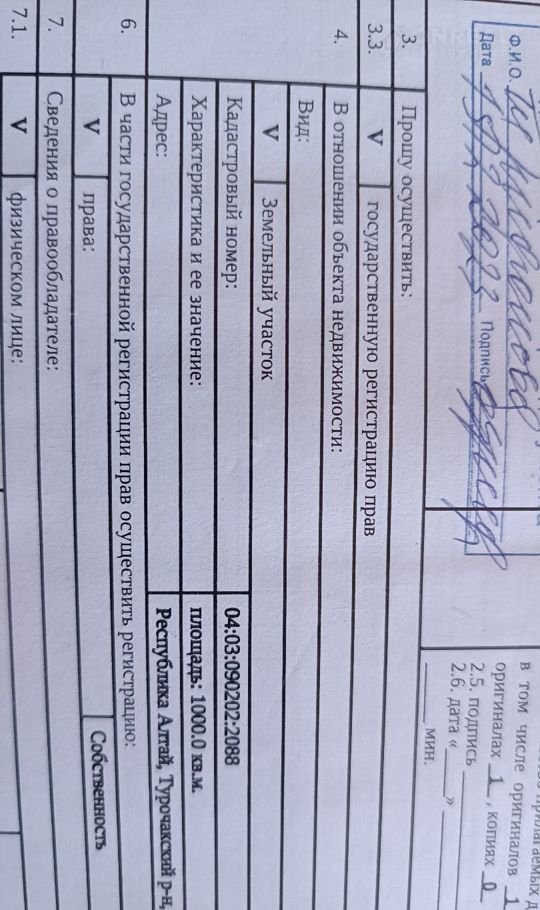 Ф.И.О.
Дата
Подпись
в том числе оригиналов 1
оригиналах 1, копиях 0
2.5. подпись
2.6. дата « »
мин.
3. Прошу осуществить:
3.3. V государственную регистрацию прав
4. В отношении объекта недвижимости:
Вид:
V Земельный участок
Кадастровый номер: 04:03:090202:2088
Характеристика и ее значение: площадь: 1000.0 кв.м.
Адрес: Республика Алтай, Турочакский р-н,
6. В части государственной регистрации прав осуществить регистрацию:
V права: Собственность
7. Сведения о правообладателе:
7.1. V физическом лице: